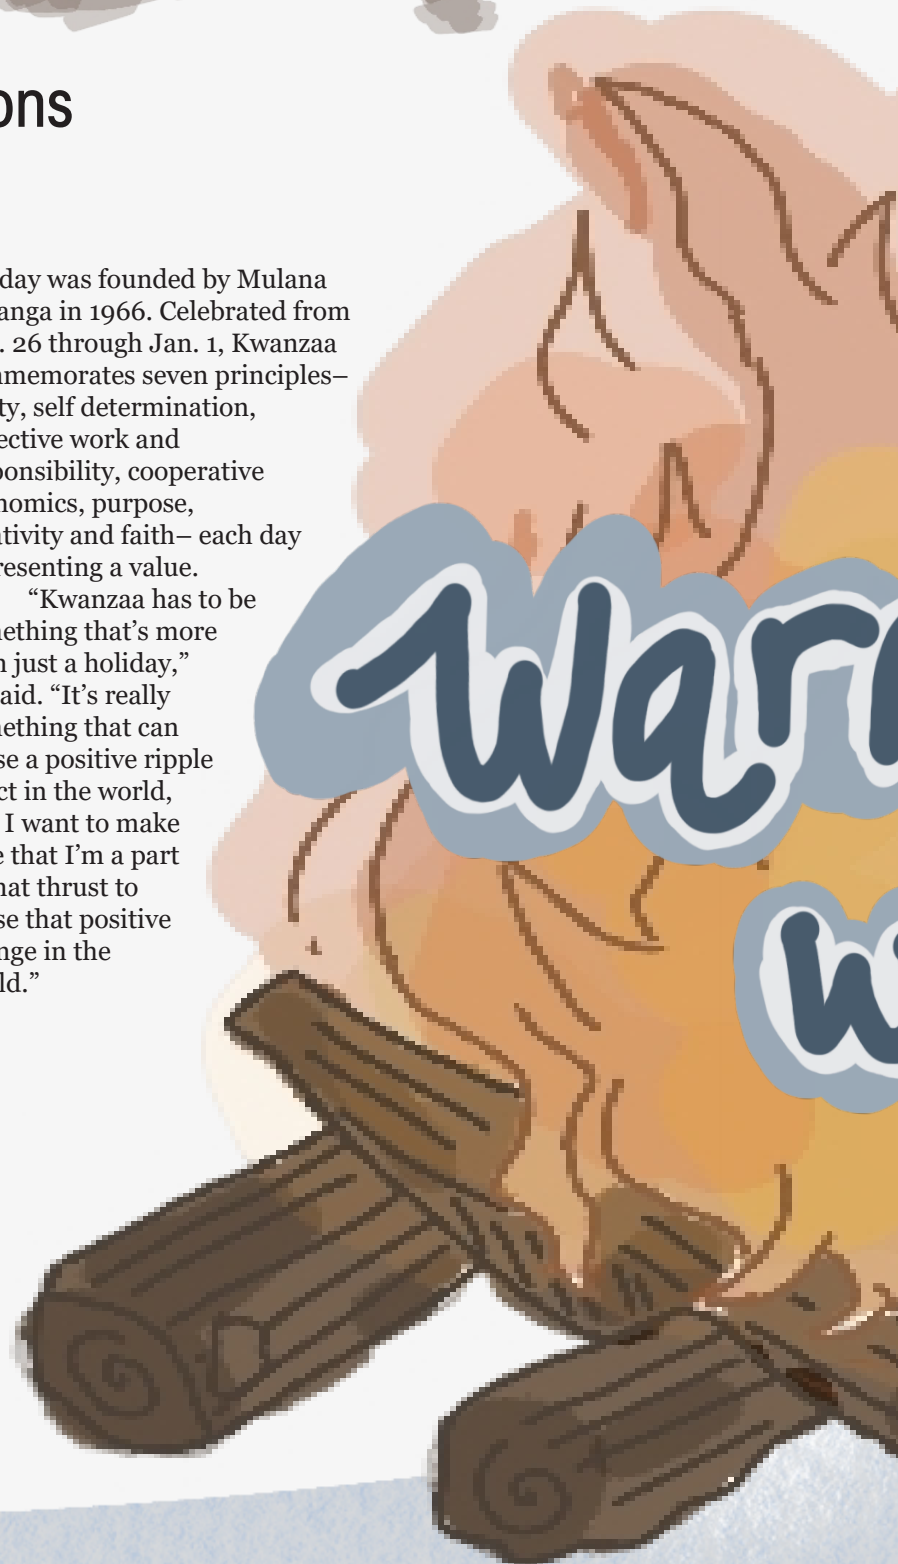 ons
day was founded by Mulana
anga in 1966. Celebrated from
. 26 through Jan. 1, Kwanzaa
nmemorates seven principles–
ty, self determination,
ective work and
ponsibility, cooperative
nomics, purpose,
ativity and faith– each day
resenting a value.
“Kwanzaa has to be
nething that’s more
n just a holiday,”
aid. “It’s really
nething that can
se a positive ripple
ct in the world,
I want to make
e that I’m a part
hat thrust to
se that positive
nge in the
ld.”
War
wi